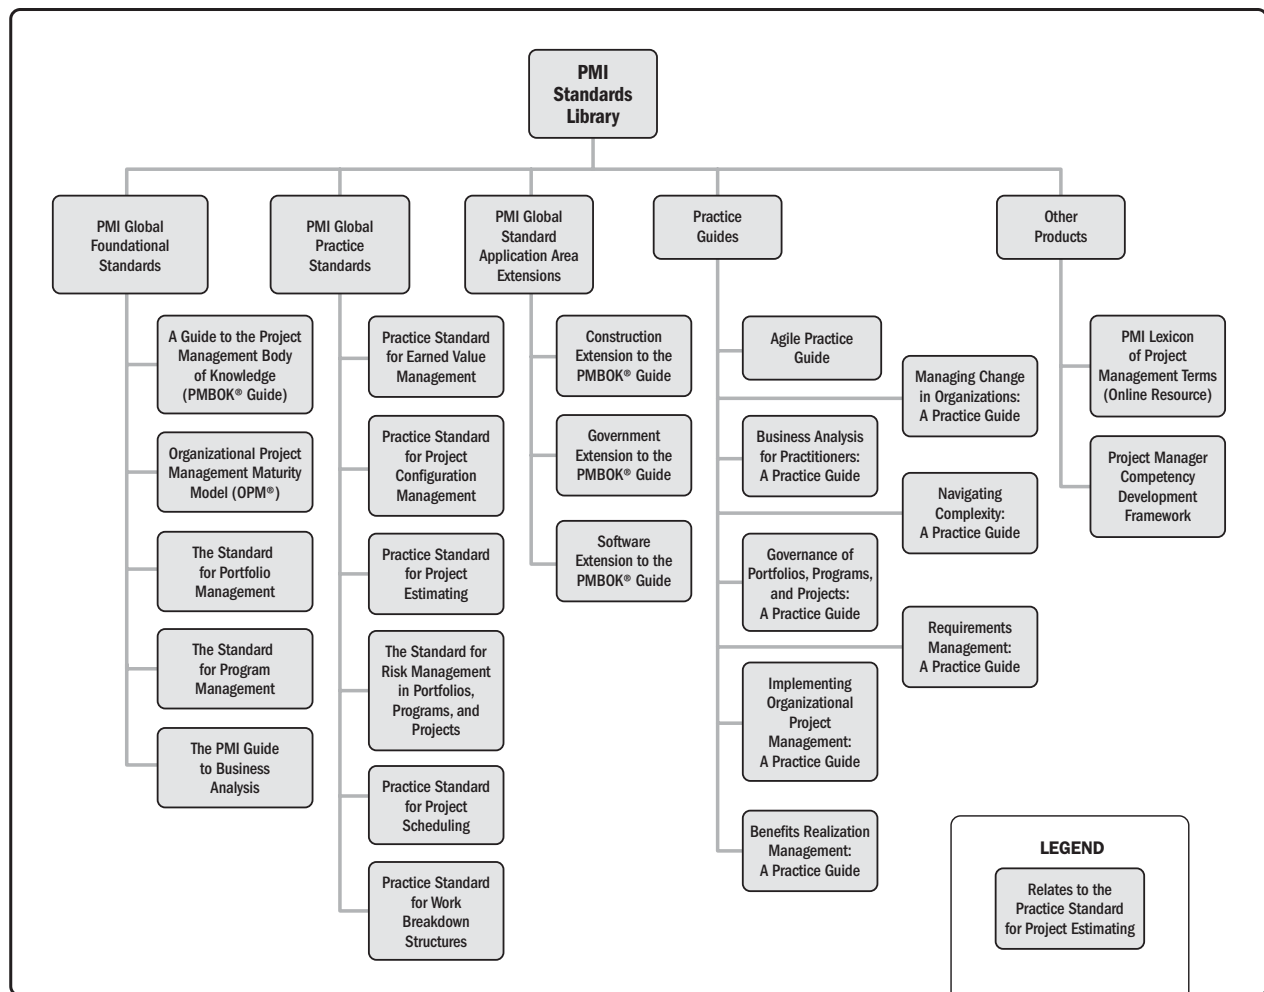 PMI
Standards
Library
PMI Global
Foundational
Standards
PMI Global
Practice
Standards
PMI Global
Standard
Application Area
Extensions
Practice
Guides
Other
Products
A Guide to the Project
Management Body
of Knowledge
(PMBOK® Guide)
Organizational Project
Management Maturity
Model (OPM®)
The Standard
for Portfolio
Management
The Standard
for Program
Management
The PMI Guide
to Business
Analysis
Practice Standard
for Earned Value
Management
Practice Standard
for Project
Configuration
Management
Practice Standard
for Project
Estimating
The Standard for
Risk Management
in Portfolios,
Programs, and
Projects
Practice Standard
for Project
Scheduling
Practice Standard
for Work
Breakdown
Structures
Construction
Extension to the
PMBOK® Guide
Government
Extension to the
PMBOK® Guide
Software
Extension to the
PMBOK® Guide
Agile Practice
Guide
Managing Change
in Organizations:
A Practice Guide
Business Analysis
for Practitioners:
A Practice Guide
Navigating
Complexity:
A Practice Guide
Governance of
Portfolios, Programs,
and Projects:
A Practice Guide
Requirements
Management:
A Practice Guide
Implementing
Organizational
Project
Management:
A Practice Guide
Benefits Realization
Management:
A Practice Guide
PMI Lexicon
of Project
Management Terms
(Online Resource)
Project Manager
Competency
Development
Framework
LEGEND
Relates to the
Practice Standard
for Project Estimating